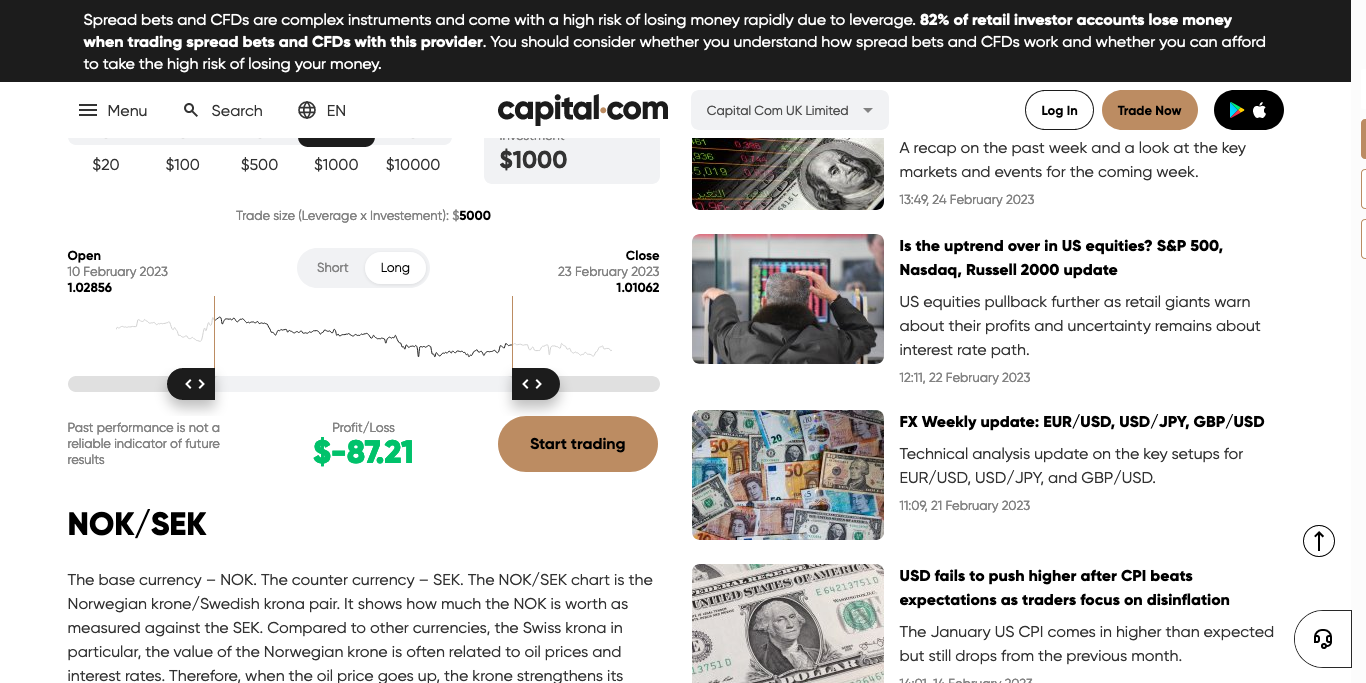 Spread bets and CFDs are complex instruments and come with a high risk of losing money rapidly due to leverage. 82% of retail investor accounts lose money
when trading spread bets and CFDs with this provider. You should consider whether you understand how spread bets and CFDs work and whether you can afford
to take the high risk of losing your money.
Menu
Search
EN
capital.com
Capital Com UK Limited
Log In
Trade Now
$20
$100
$500
$1000
$10000
Investment
$1000
Trade size (Leverage x Investement): $5000
Open
10 February 2023
1.02856
Short
Long
Close
23 February 2023
1.01062
Past performance is not a
reliable indicator of future
results
Profit/Loss
$-87.21
Start trading
NOK/SEK
The base currency – NOK. The counter currency – SEK. The NOK/SEK chart is the
Norwegian krone/Swedish krona pair. It shows how much the NOK is worth as
measured against the SEK. Compared to other currencies, the Swiss krona in
particular, the value of the Norwegian krone is often related to oil prices and
interest rates. Therefore, when the oil price goes up, the krone strengthens its
A recap on the past week and a look at the key
markets and events for the coming week.
13:49, 24 February 2023
Is the uptrend over in US equities? S&P 500,
Nasdaq, Russell 2000 update
US equities pullback further as retail giants warn
about their profits and uncertainty remains about
interest rate path.
12:11, 22 February 2023
FX Weekly update: EUR/USD, USD/JPY, GBP/USD
Technical analysis update on the key setups for
EUR/USD, USD/JPY, and GBP/USD.
11:09, 21 February 2023
USD fails to push higher after CPI beats
expectations as traders focus on disinflation
The January US CPI comes in higher than expected
but still drops from the previous month.
14:01, 14 February 2023